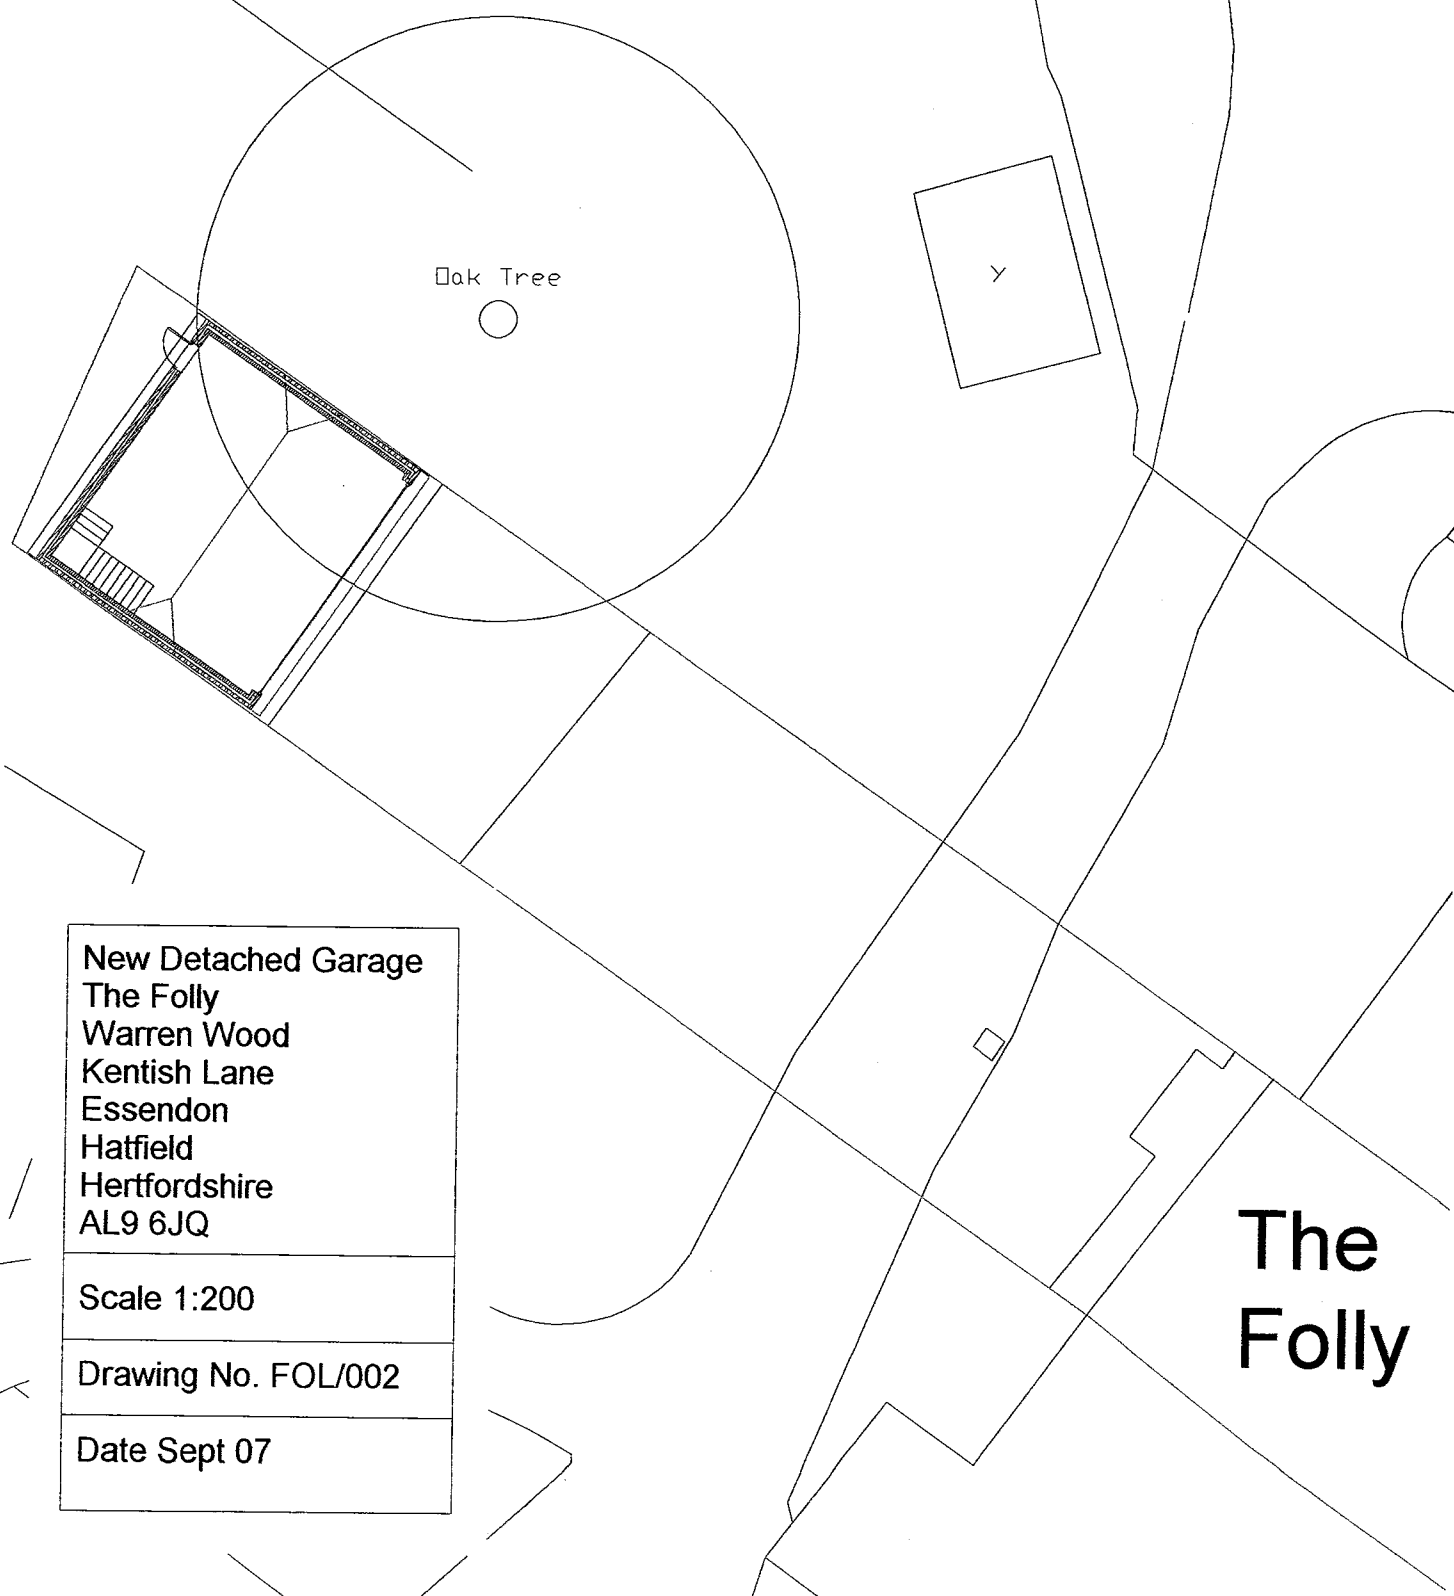 Oak Tree
y
New Detached Garage
The Folly
Warren Wood
Kentish Lane
Essendon
Hatfield
Hertfordshire
AL9 6JQ
Scale 1:200
Drawing No. FOL/002
Date Sept 07
The
Folly